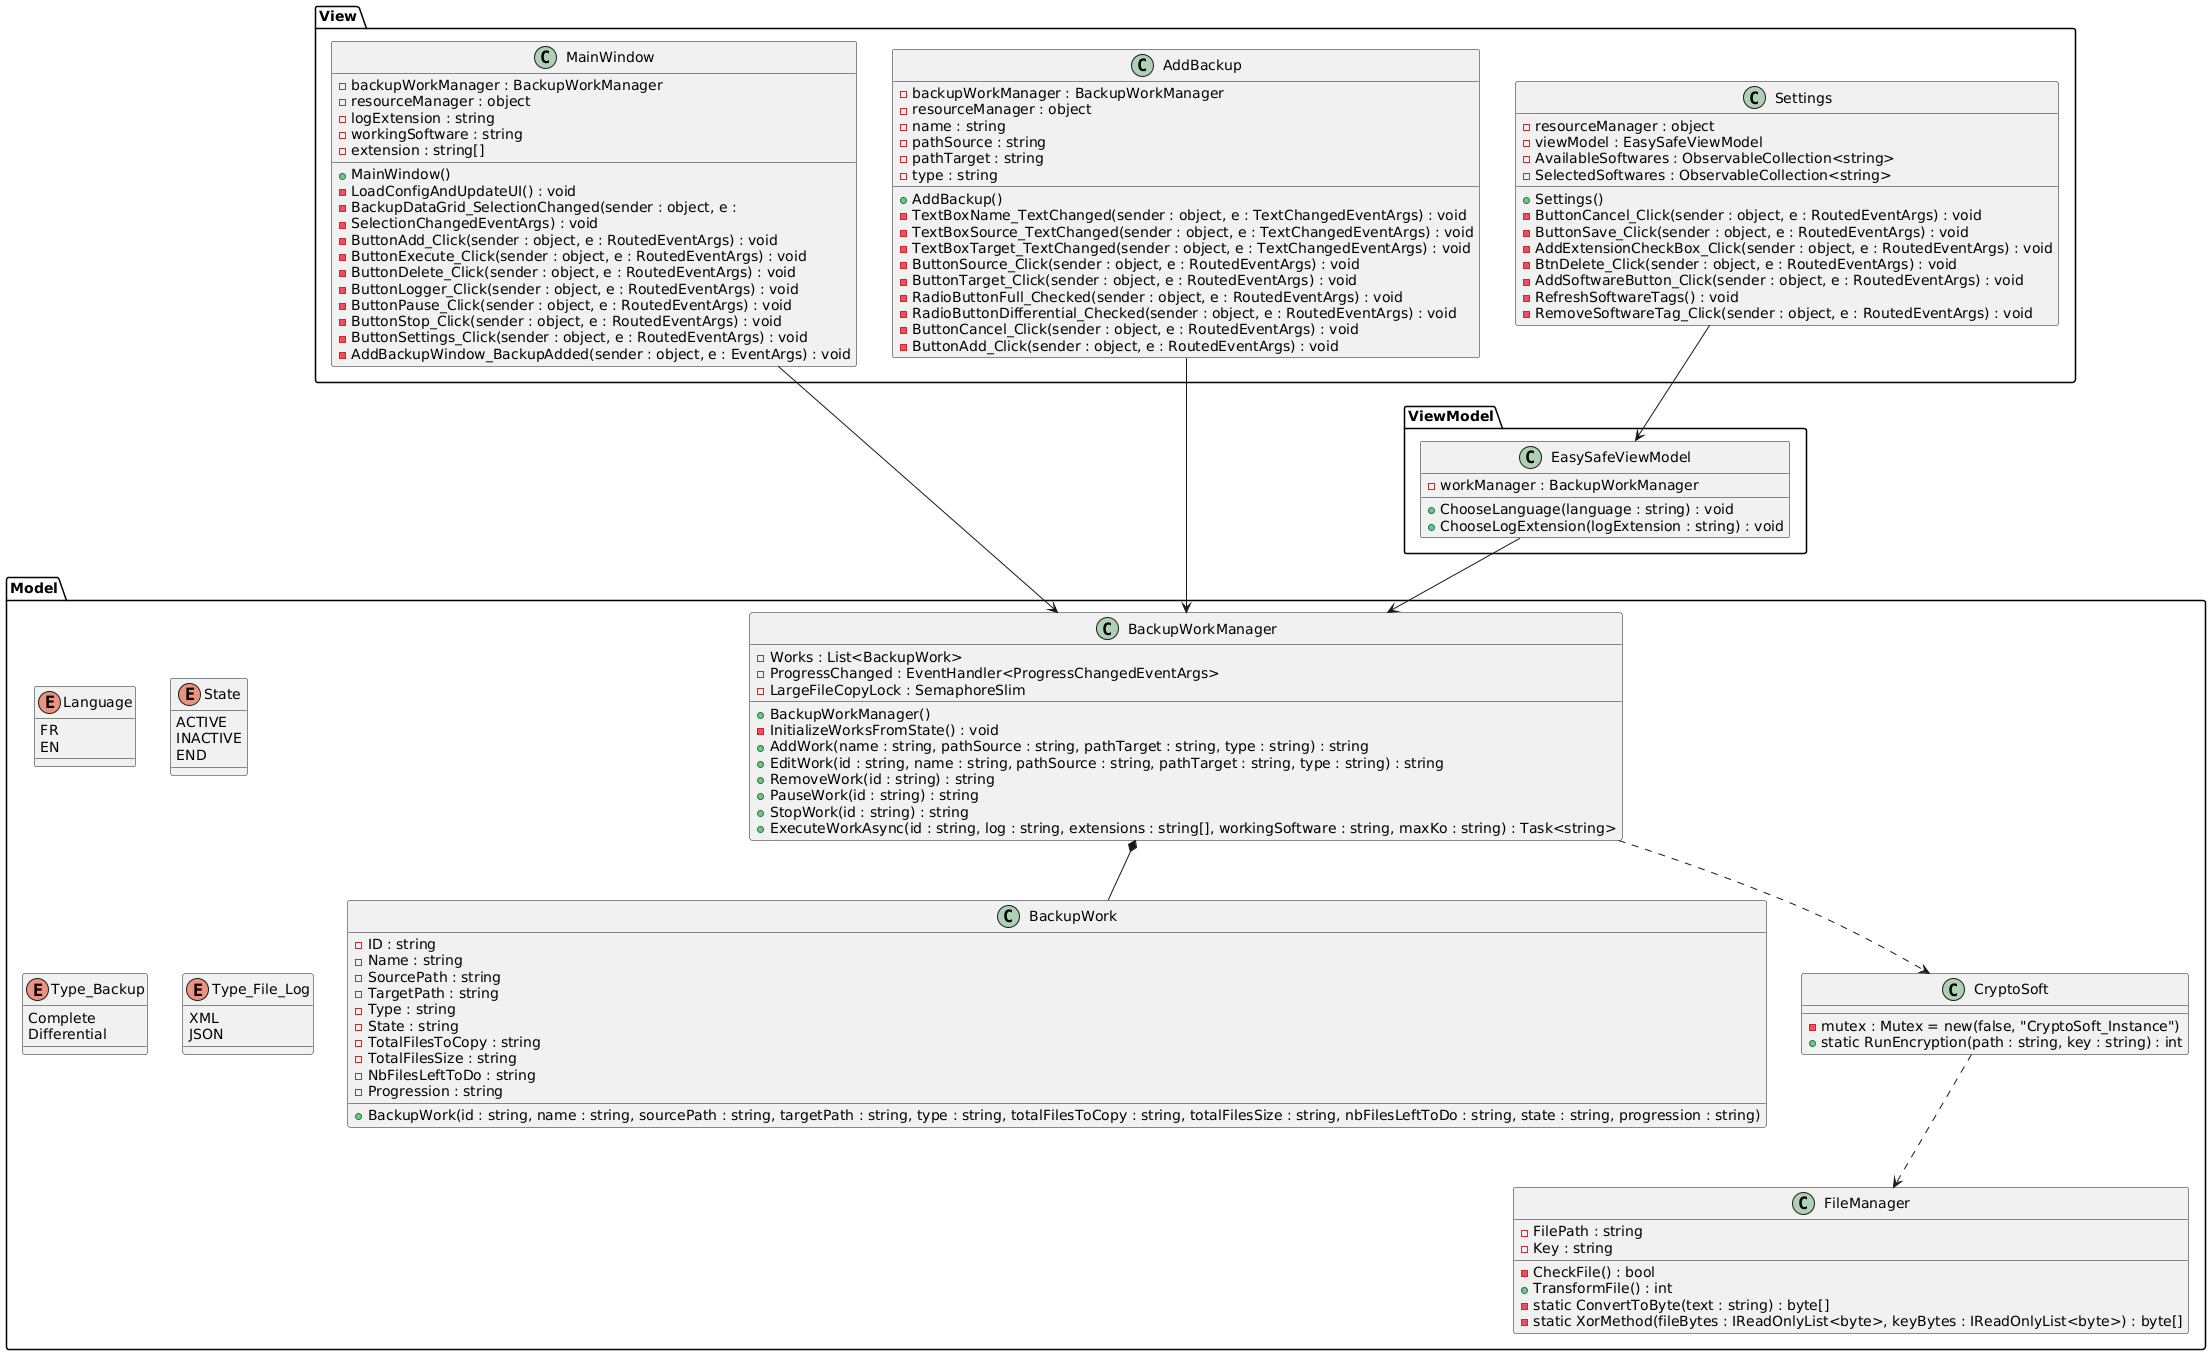 View
MainWindow
backupWorkManager : BackupWorkManager
resourceManager : object
logExtension : string
workingSoftware : string
extension : string[]
MainWindow()
LoadConfigAndUpdateUI() : void
BackupDataGrid_SelectionChanged(sender : object, e :
SelectionChangedEventArgs) : void
ButtonAdd_Click(sender : object, e : RoutedEventArgs) : void
ButtonExecute_Click(sender : object, e : RoutedEventArgs) : void
ButtonDelete_Click(sender : object, e : RoutedEventArgs) : void
ButtonLogger_Click(sender : object, e : RoutedEventArgs) : void
ButtonPause_Click(sender : object, e : RoutedEventArgs) : void
ButtonStop_Click(sender : object, e : RoutedEventArgs) : void
ButtonSettings_Click(sender : object, e : RoutedEventArgs) : void
AddBackupWindow_BackupAdded(sender : object, e : EventArgs) : void
AddBackup
backupWorkManager : BackupWorkManager
resourceManager : object
name : string
pathSource : string
pathTarget : string
type : string
AddBackup()
TextBoxName_TextChanged(sender : object, e : TextChangedEventArgs) : void
TextBoxSource_TextChanged(sender : object, e : TextChangedEventArgs) : void
TextBoxTarget_TextChanged(sender : object, e : TextChangedEventArgs) : void
ButtonSource_Click(sender : object, e : RoutedEventArgs) : void
ButtonTarget_Click(sender : object, e : RoutedEventArgs) : void
RadioButtonFull_Checked(sender : object, e : RoutedEventArgs) : void
RadioButtonDifferential_Checked(sender : object, e : RoutedEventArgs) : void
ButtonCancel_Click(sender : object, e : RoutedEventArgs) : void
ButtonAdd_Click(sender : object, e : RoutedEventArgs) : void
Settings
resourceManager : object
viewModel : EasySafeViewModel
AvailableSoftwares : ObservableCollection<string>
SelectedSoftwares : ObservableCollection<string>
Settings()
ButtonCancel_Click(sender : object, e : RoutedEventArgs) : void
ButtonSave_Click(sender : object, e : RoutedEventArgs) : void
AddExtensionCheckBox_Click(sender : object, e : RoutedEventArgs) : void
BtnDelete_Click(sender : object, e : RoutedEventArgs) : void
AddSoftwareButton_Click(sender : object, e : RoutedEventArgs) : void
RefreshSoftwareTags() : void
RemoveSoftwareTag_Click(sender : object, e : RoutedEventArgs) : void
ViewModel
EasySafeViewModel
workManager : BackupWorkManager
ChooseLanguage(language : string) : void
ChooseLogExtension(logExtension : string) : void
Model
Language
FR
EN
State
ACTIVE
INACTIVE
END
BackupWorkManager
Works : List<BackupWork>
ProgressChanged : EventHandler<ProgressChangedEventArgs>
LargeFileCopyLock : SemaphoreSlim
BackupWorkManager()
InitializeWorksFromState() : void
AddWork(name : string, pathSource : string, pathTarget : string, type : string) : string
EditWork(id : string, name : string, pathSource : string, pathTarget : string, type : string) : string
RemoveWork(id : string) : string
PauseWork(id : string) : string
StopWork(id : string) : string
ExecuteWorkAsync(id : string, log : string, extensions : string[], workingSoftware : string, maxKo : string) : Task<string>
Type_Backup
Complete
Differential
Type_File_Log
XML
JSON
BackupWork
ID : string
Name : string
SourcePath : string
TargetPath : string
Type : string
State : string
TotalFilesToCopy : string
TotalFilesSize : string
NbFilesLeftToDo : string
Progression : string
BackupWork(id : string, name : string, sourcePath : string, targetPath : string, type : string, totalFilesToCopy : string, totalFilesSize : string, nbFilesLeftToDo : string, state : string, progression : string)
CryptoSoft
mutex : Mutex = new(false, "CryptoSoft_Instance")
static RunEncryption(path : string, key : string) : int
FileManager
FilePath : string
Key : string
CheckFile() : bool
TransformFile() : int
static ConvertToByte(text : string) : byte[]
static XorMethod(fileBytes : IReadOnlyList<byte>, keyBytes : IReadOnlyList<byte>) : byte[]